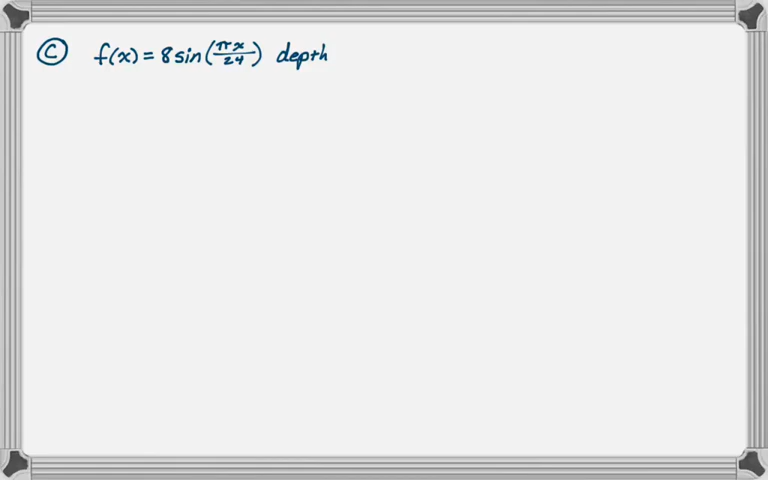 Ⓒ f(x) = 8 sin(πx/24) depth